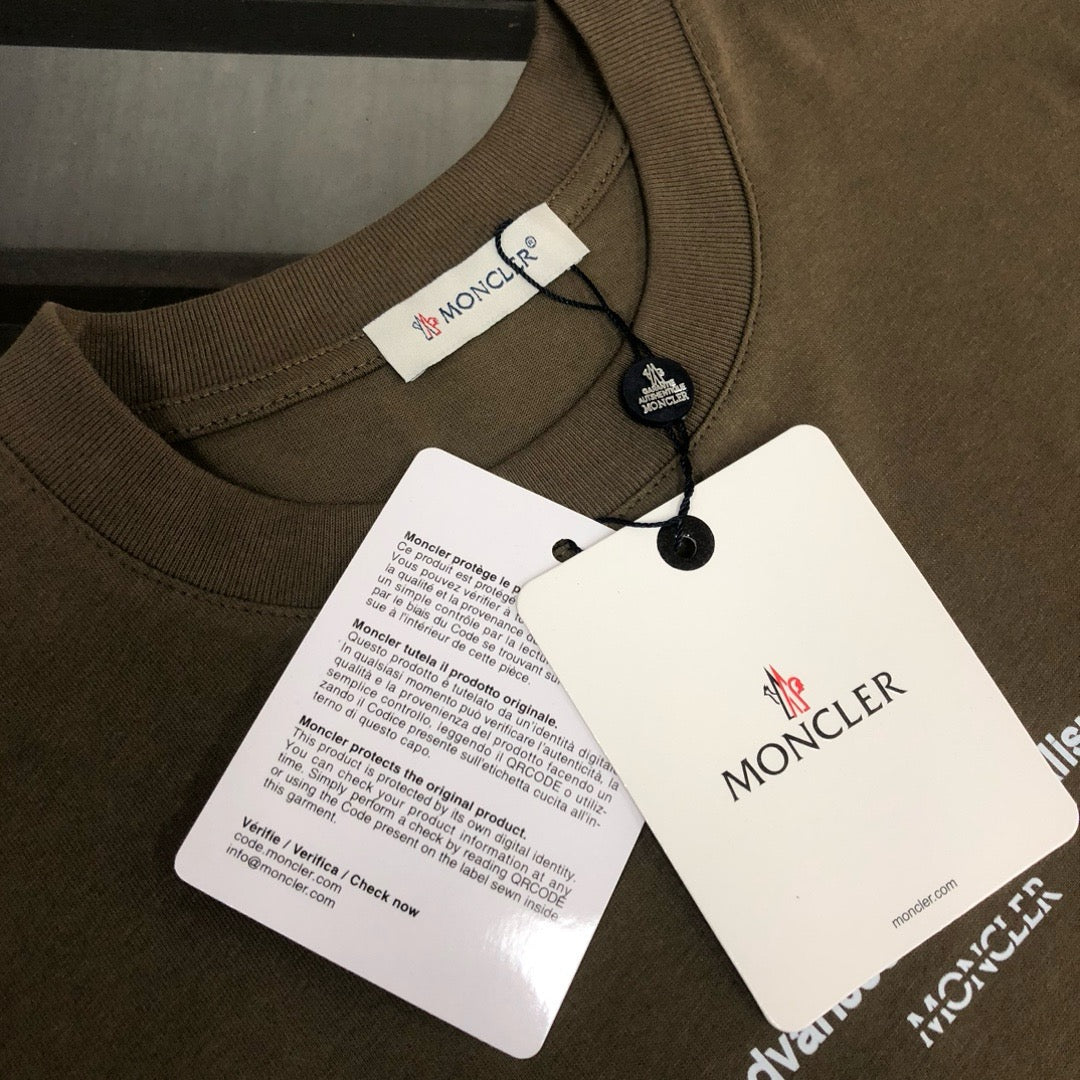 MONCLER®
GARANTIE
AUTHENTIQUE
MONCLER
Moncler protège le
Ce produit est protégé
Vous pouvez vérifier à
la qualité et la provenance
un simple contrôle par la
par le biais du Code se trouvant
sue à l'intérieur de cette pièce.
Moncler tutela il prodotto originale.
Questo prodotto è tutelato da un'identità digitale.
In qualsiasi momento può verificare l'autenticità, la
qualità e la provenienza del prodotto facendo un
semplice controllo, leggendo il QRCODE o utiliz-
zando il Codice presente sull'etichetta cucita all'in-
terno di questo capo.
Moncler protects the original product.
This product is protected by its own digital identity.
You can check your product information at any
time. Simply perform a check by reading QRCODE
or using the Code present on the label sewn inside
this garment.
Vérifie / Verifica / Check now
code.moncler.com
info@moncler.com
MONCLER
moncler.com
MONCLER